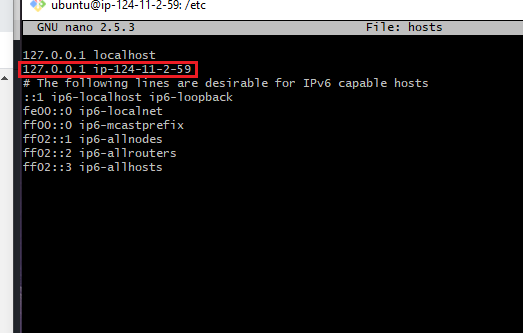 ubuntu@ip-124-11-2-59: /etc
GNU nano 2.5.3 File: hosts
127.0.0.1 localhost
127.0.0.1 ip-124-11-2-59
# The following lines are desirable for IPv6 capable hosts
::1 ip6-localhost ip6-loopback
fe00::0 ip6-localnet
ff00::0 ip6-mcastprefix
ff02::1 ip6-allnodes
ff02::2 ip6-allrouters
ff02::3 ip6-allhosts